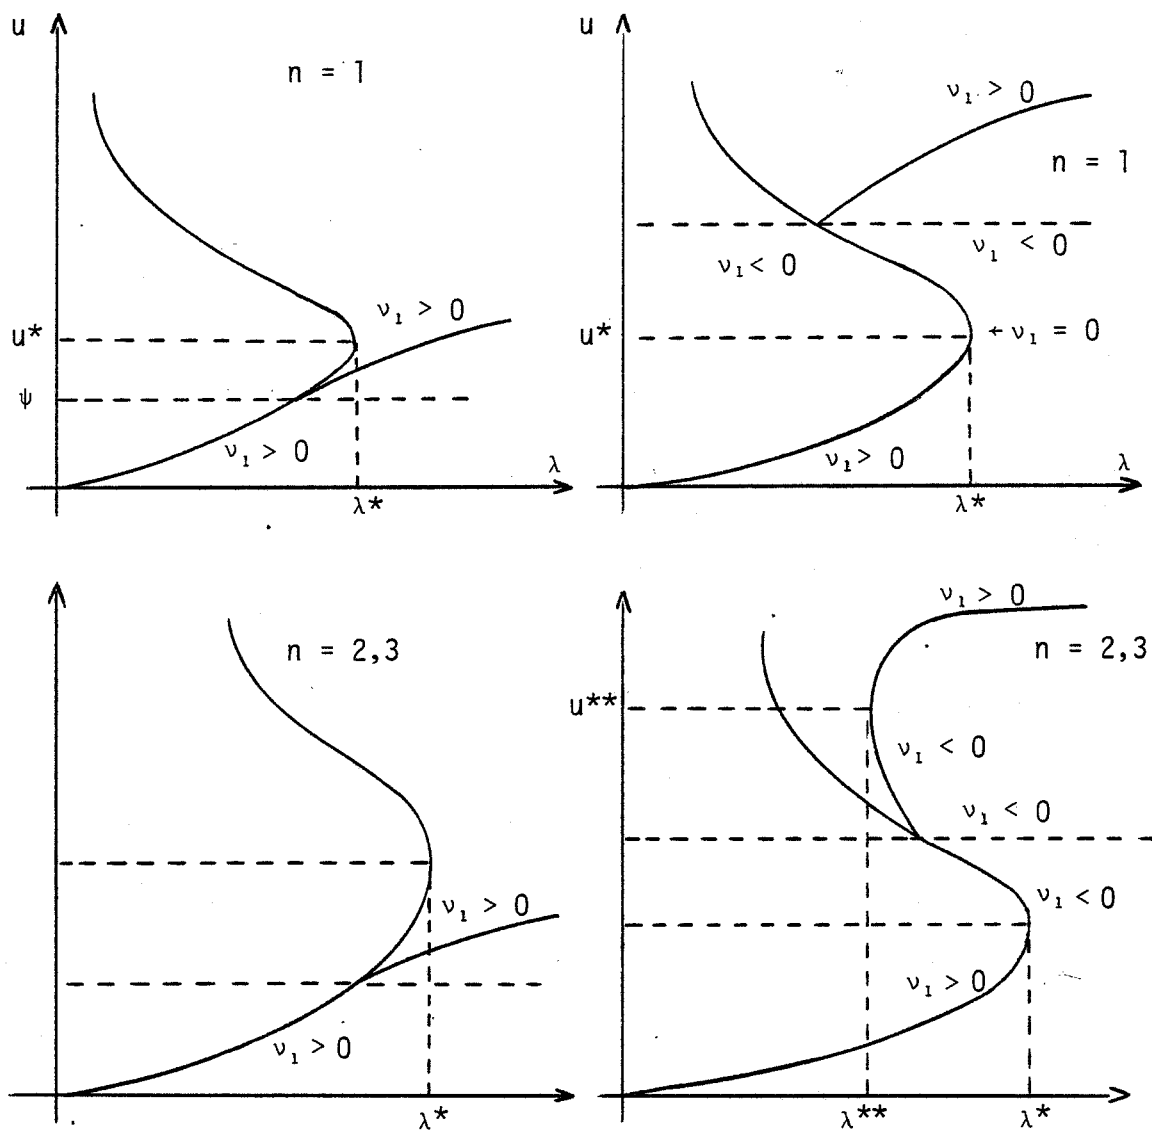 u
n = 1
ν₁ > 0
u*
ψ
ν₁ > 0
λ
λ*
u
ν₁ > 0
n = 1
ν₁ < 0
ν₁ < 0
u*
←ν₁ = 0
ν₁ > 0
λ
λ*
n = 2,3
ν₁ > 0
ν₁ > 0
λ*
ν₁ > 0
n = 2,3
u**
ν₁ < 0
ν₁ < 0
ν₁ < 0
ν₁ > 0
λ**
λ*